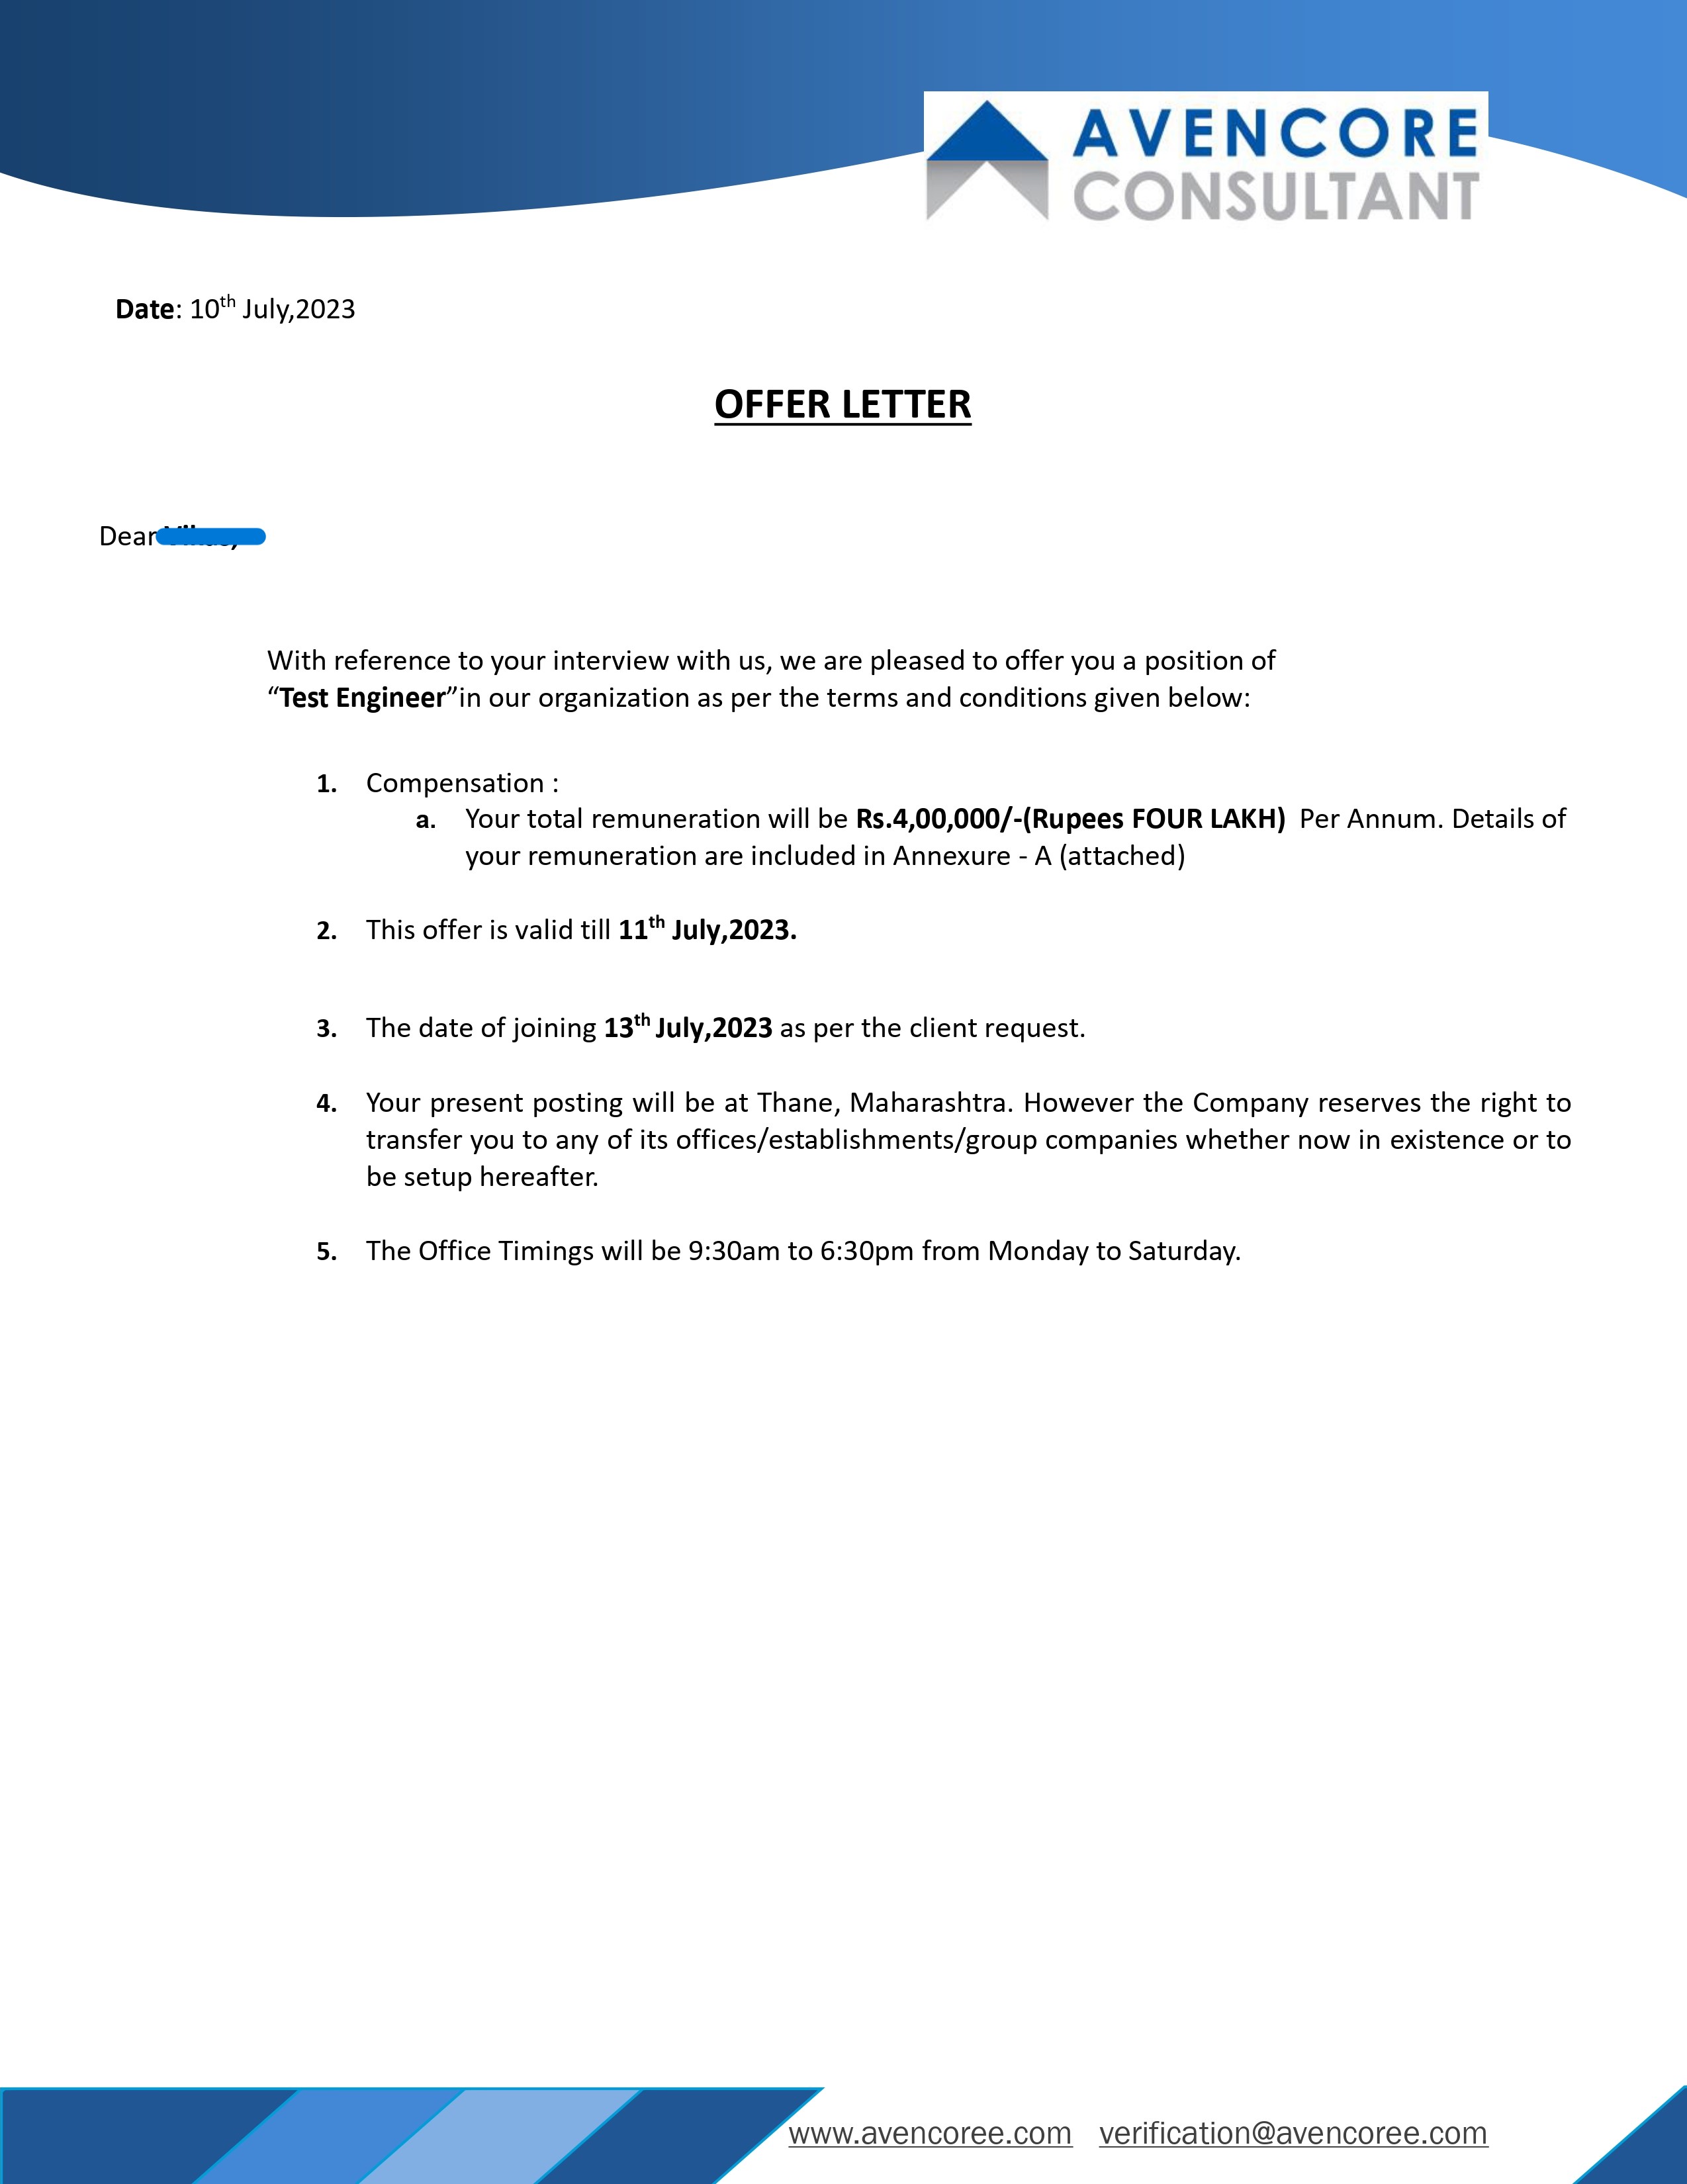 AVENCORE
CONSULTANT
Date: 10th July,2023
OFFER LETTER
Dear
With reference to your interview with us, we are pleased to offer you a position of
“Test Engineer”in our organization as per the terms and conditions given below:
1. Compensation :
a. Your total remuneration will be Rs.4,00,000/-(Rupees FOUR LAKH) Per Annum. Details of
your remuneration are included in Annexure - A (attached)
2. This offer is valid till 11th July,2023.
3. The date of joining 13th July,2023 as per the client request.
4. Your present posting will be at Thane, Maharashtra. However the Company reserves the right to
transfer you to any of its offices/establishments/group companies whether now in existence or to
be setup hereafter.
5. The Office Timings will be 9:30am to 6:30pm from Monday to Saturday.
www.avencoree.com verification@avencoree.com